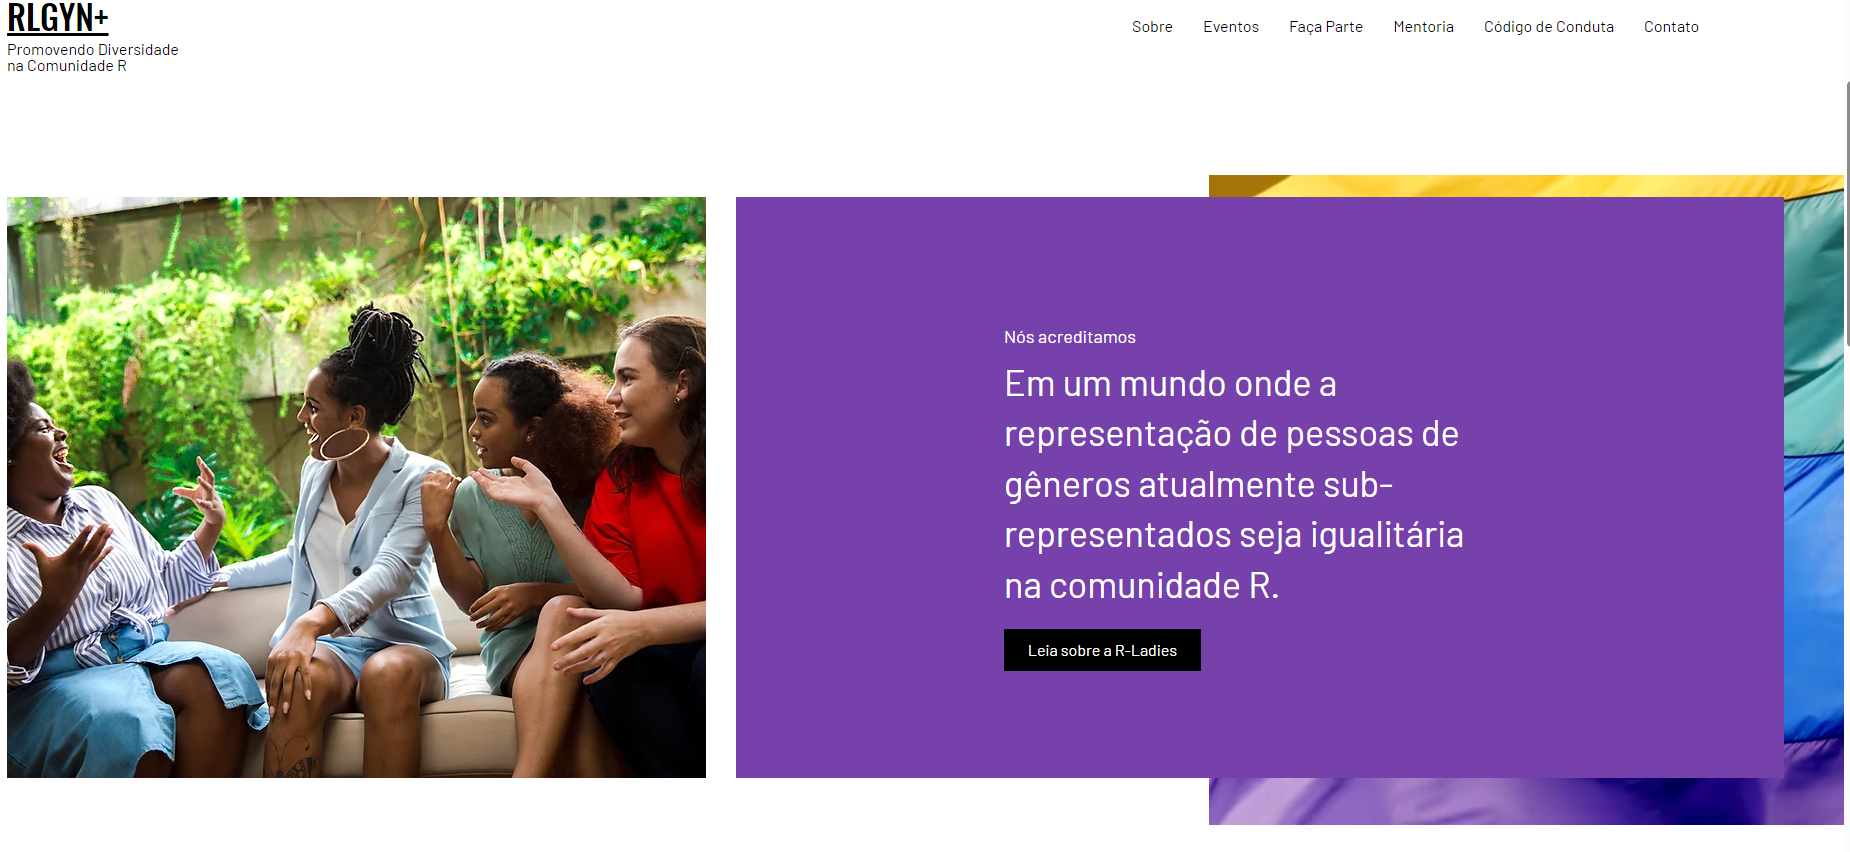 RLGYN+
Promovendo Diversidade
na Comunidade R
Sobre Eventos Faça Parte Mentoria Código de Conduta Contato
Nós acreditamos
Em um mundo onde a
representação de pessoas de
gêneros atualmente sub-
representados seja igualitária
na comunidade R.
Leia sobre a R-Ladies